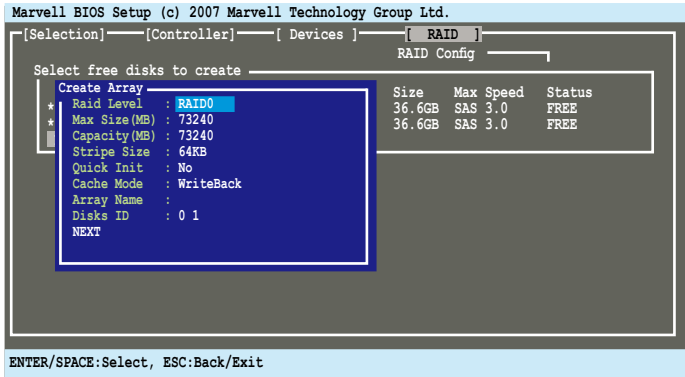 Marvell BIOS Setup (c) 2007 Marvell Technology Group Ltd.
[Selection] [Controller] [ Devices ] [ RAID ]
RAID Config
Select free disks to create
Size Max Speed Status
* 36.6GB SAS 3.0 FREE
* 36.6GB SAS 3.0 FREE
Create Array
Raid Level : RAID0
Max Size(MB) : 73240
Capacity(MB) : 73240
Stripe Size : 64KB
Quick Init : No
Cache Mode : WriteBack
Array Name :
Disks ID : 0 1
NEXT
ENTER/SPACE:Select, ESC:Back/Exit